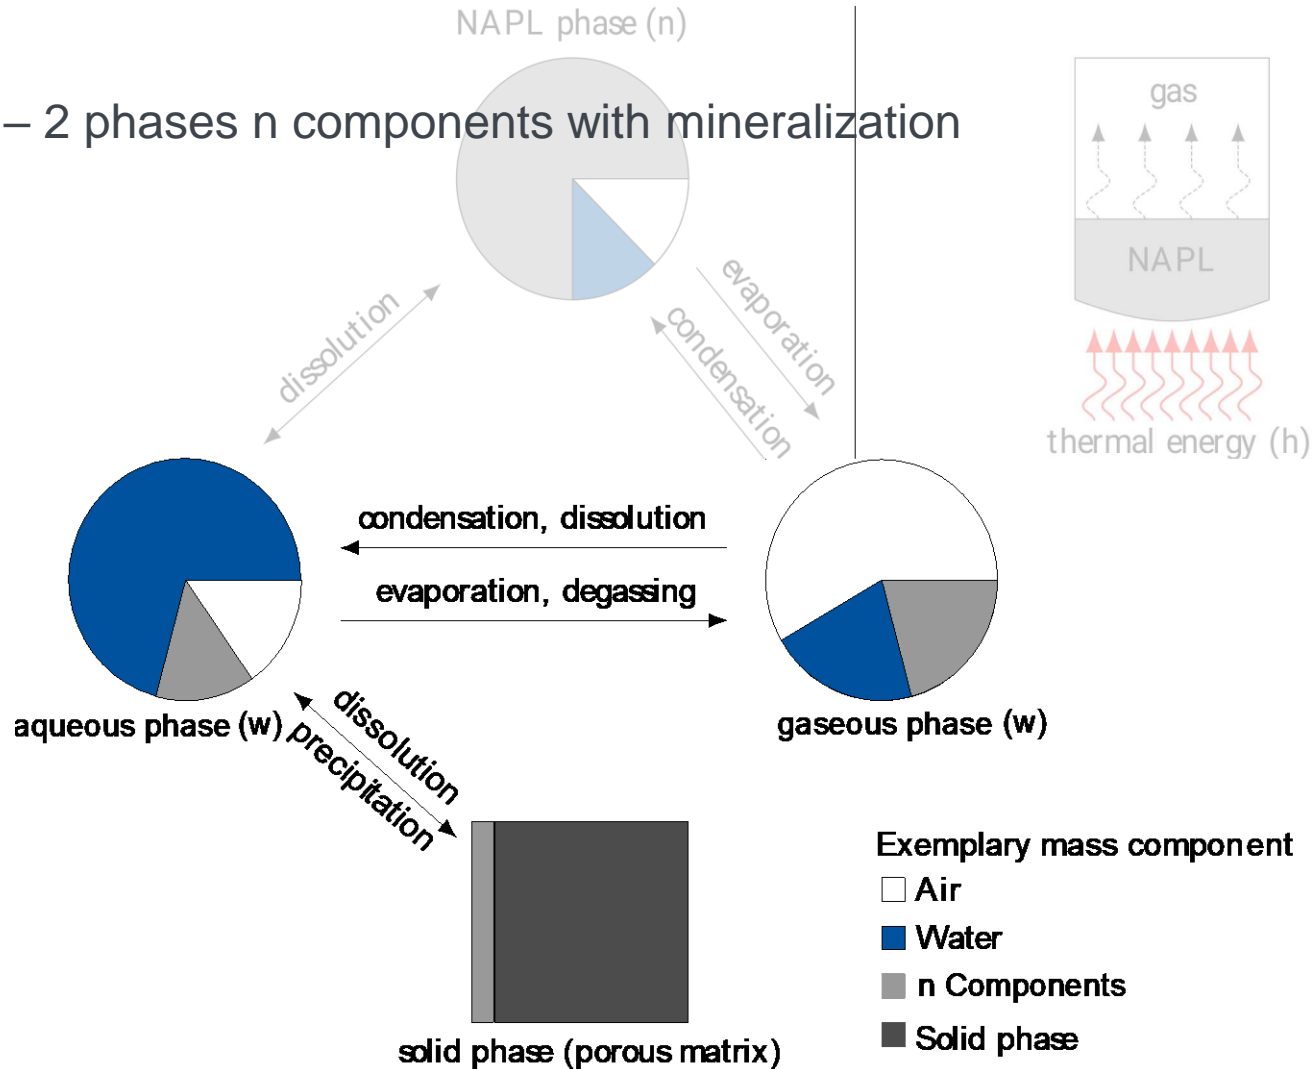 NAPL phase (n)
– 2 phases n components with mineralization
gas
NAPL
thermal energy (h)
dissolution
evaporation
condensation
condensation, dissolution
evaporation, degassing
aqueous phase (w)
gaseous phase (w)
dissolution
precipitation
solid phase (porous matrix)
Exemplary mass component
Air
Water
n Components
Solid phase